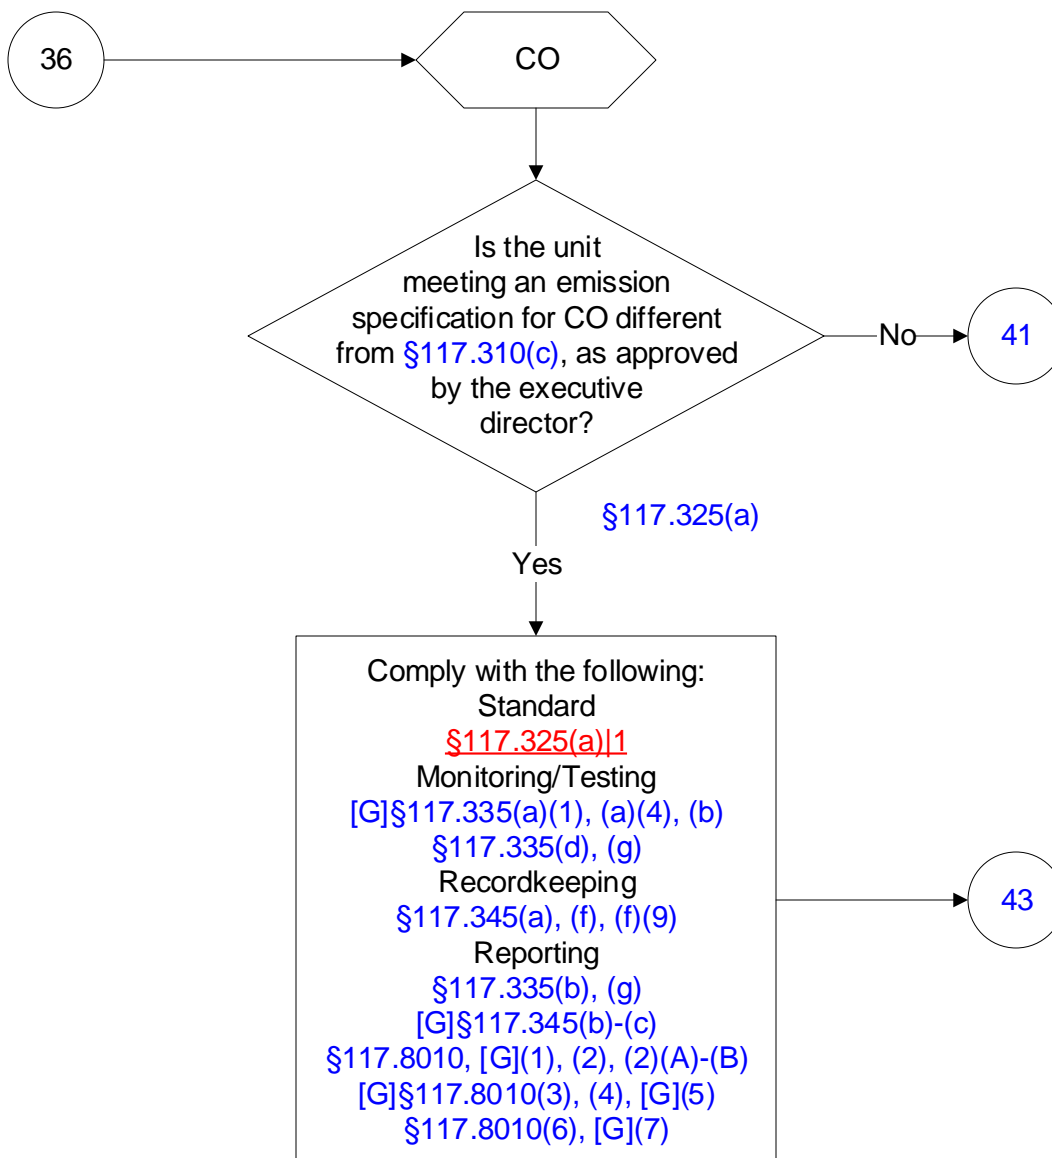 36
CO
Is the unit
meeting an emission
specification for CO different
from §117.310(c), as approved
by the executive
director?
No
41
§117.325(a)
Yes
Comply with the following:
Standard
§117.325(a)|1
Monitoring/Testing
[G]§117.335(a)(1), (a)(4), (b)
§117.335(d), (g)
Recordkeeping
§117.345(a), (f), (f)(9)
Reporting
§117.335(b), (g)
[G]§117.345(b)-(c)
§117.8010, [G](1), (2), (2)(A)-(B)
[G]§117.8010(3), (4), [G](5)
§117.8010(6), [G](7)
43